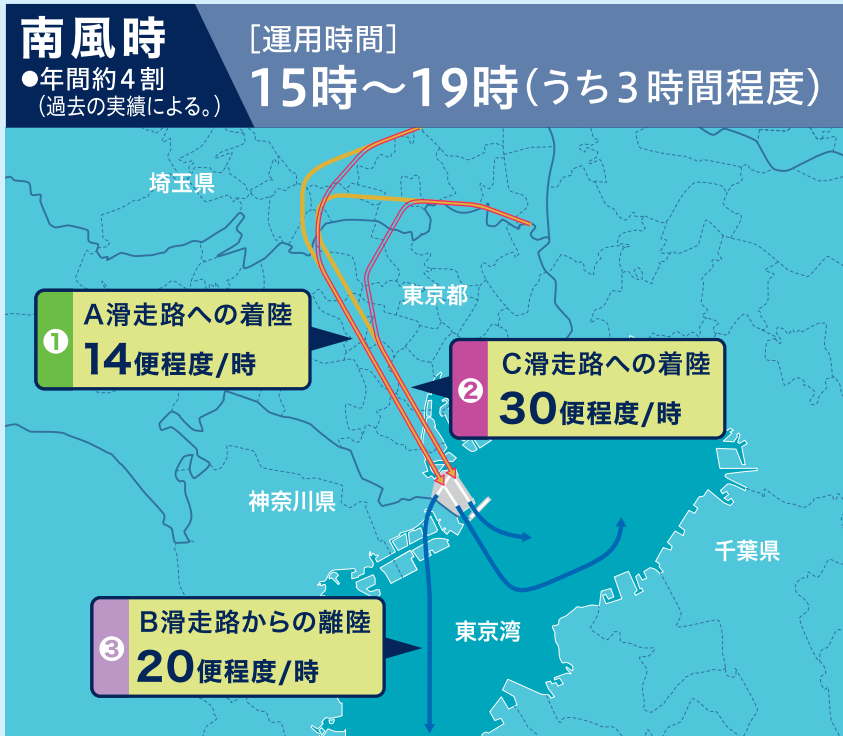 南風時
●年間約4割
（過去の実績による。）
［運用時間］
15時～19時（うち3時間程度）
埼玉県
東京都
❶
A滑走路への着陸
14便程度/時
❷
C滑走路への着陸
30便程度/時
神奈川県
千葉県
❸
B滑走路からの離陸
20便程度/時
東京湾